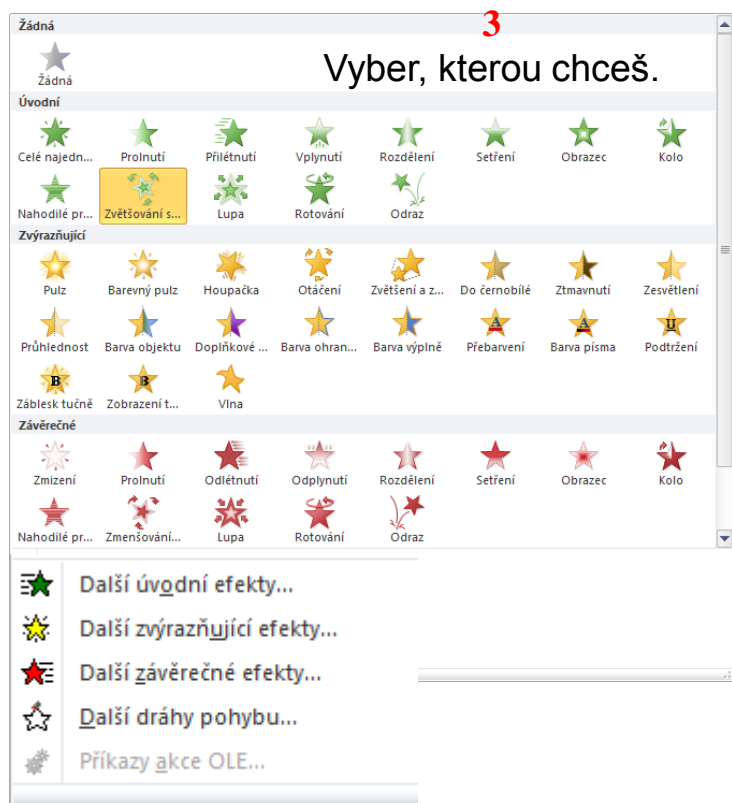 Žádná
3
Vyber, kterou chceš.
Žádná
Úvodní
Celé najedn... Prolnutí Přilétnutí Vplynutí Rozdělení Setření Obrazec Kolo
Nahodilé pr... Zvětšování s... Lupa Rotování Odraz
Zvýrazňující
Pulz Barevný pulz Houpačka Otáčení Zvětšení a z... Do černobílé Ztmavnutí Zesvětlení
Průhlednost Barva objektu Doplňkové ... Barva ohran... Barva výplně Přebarvení Barva písma Podtržení
Záblesk tučně Zobrazení t... Vlna
Závěrečné
Zmizení Prolnutí Odlétnutí Odplynutí Rozdělení Setření Obrazec Kolo
Nahodilé pr... Zmenšování... Lupa Rotování Odraz
Další úvodní efekty...
Další zvýrazňující efekty...
Další závěrečné efekty...
Další dráhy pohybu...
Příkazy akce OLE...